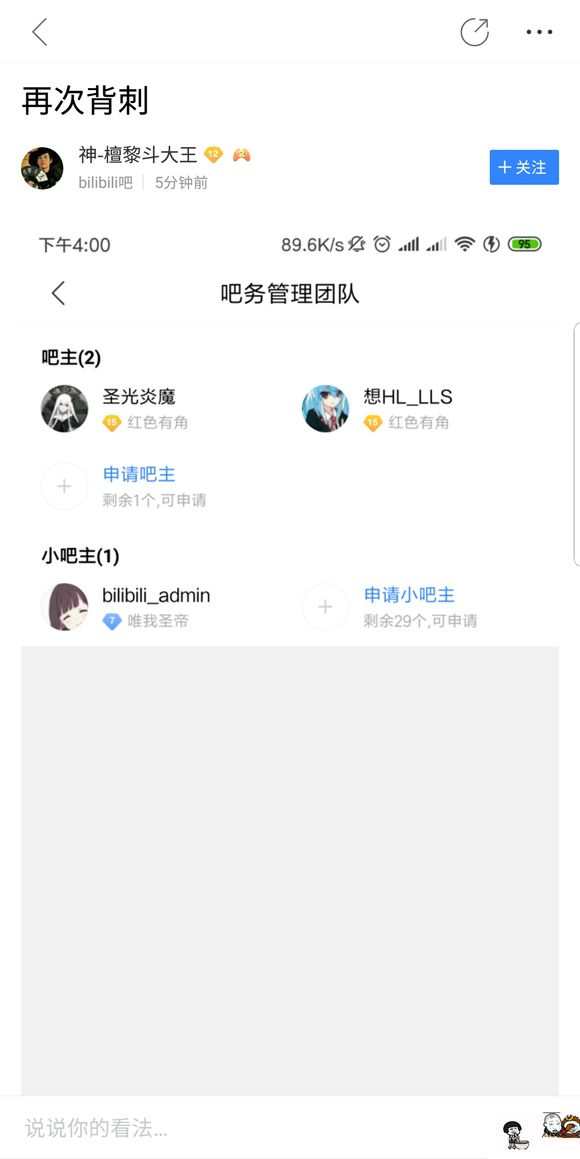 再次背刺
神-檀黎斗大王 12 2
bilibili吧 5分钟前
+ 关注
下午4:00 89.6K/s 95
吧务管理团队
吧主(2)
圣光炎魔 想HL_LLS
15 红色有角 15 红色有角
申请吧主
剩余1个,可申请
小吧主(1)
bilibili_admin 申请小吧主
7 唯我圣帝 剩余29个,可申请
说说你的看法...